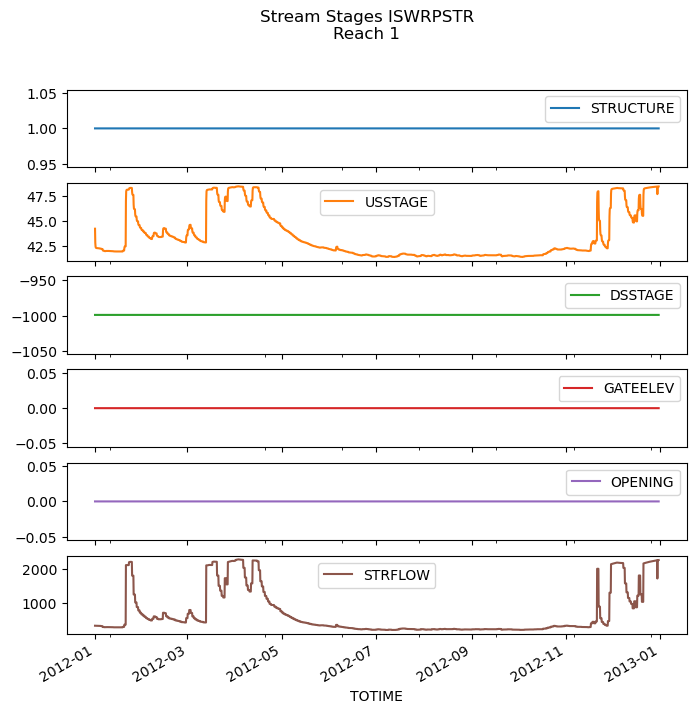 Stream Stages ISWRPSTR
Reach 1
1.05
1.00
0.95
STRUCTURE
47.5
45.0
42.5
USSTAGE
−950
−1000
−1050
DSSTAGE
0.05
0.00
−0.05
GATEELEV
0.05
0.00
−0.05
OPENING
2000
1000
STRFLOW
2012-01
2012-03
2012-05
2012-07
2012-09
2012-11
2013-01
TOTIME